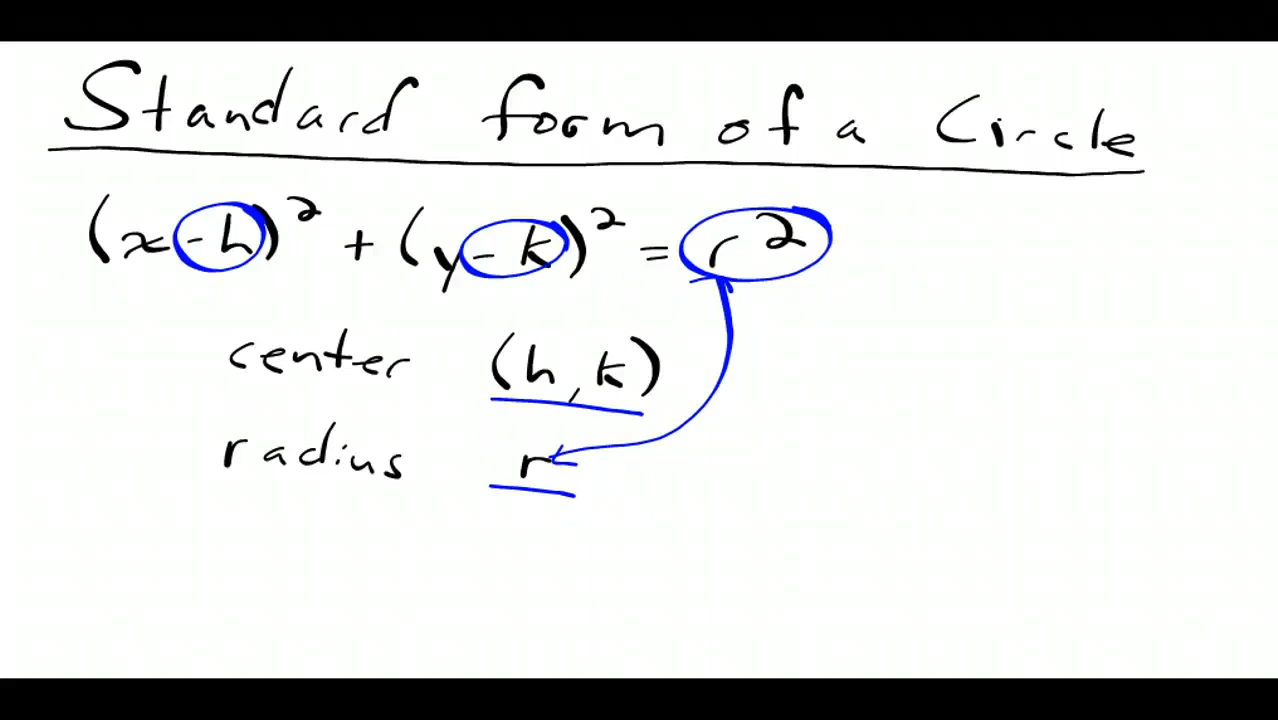 Standard form of a Circle
(x-h)² + (y-k)² = r²
center (h,k)
radius r